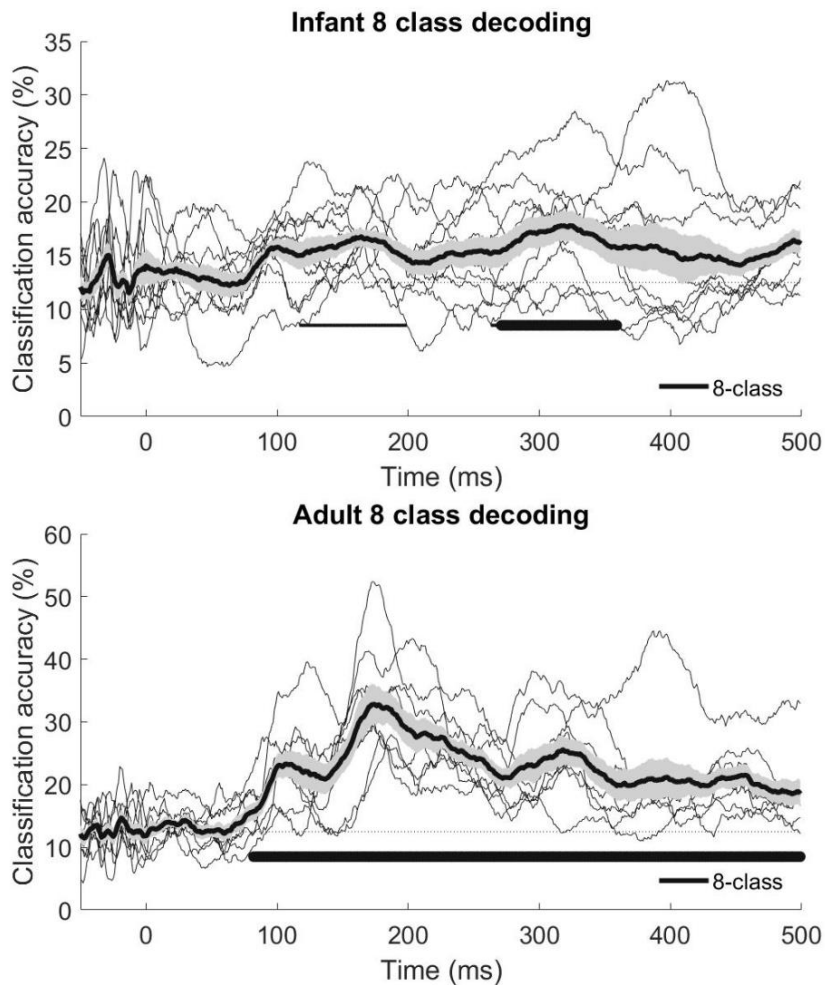 Infant 8 class decoding
Classification accuracy (%)
35
30
25
20
15
10
5
0
0 100 200 300 400 500
Time (ms)
8-class
Adult 8 class decoding
Classification accuracy (%)
60
50
40
30
20
10
0
0 100 200 300 400 500
Time (ms)
8-class